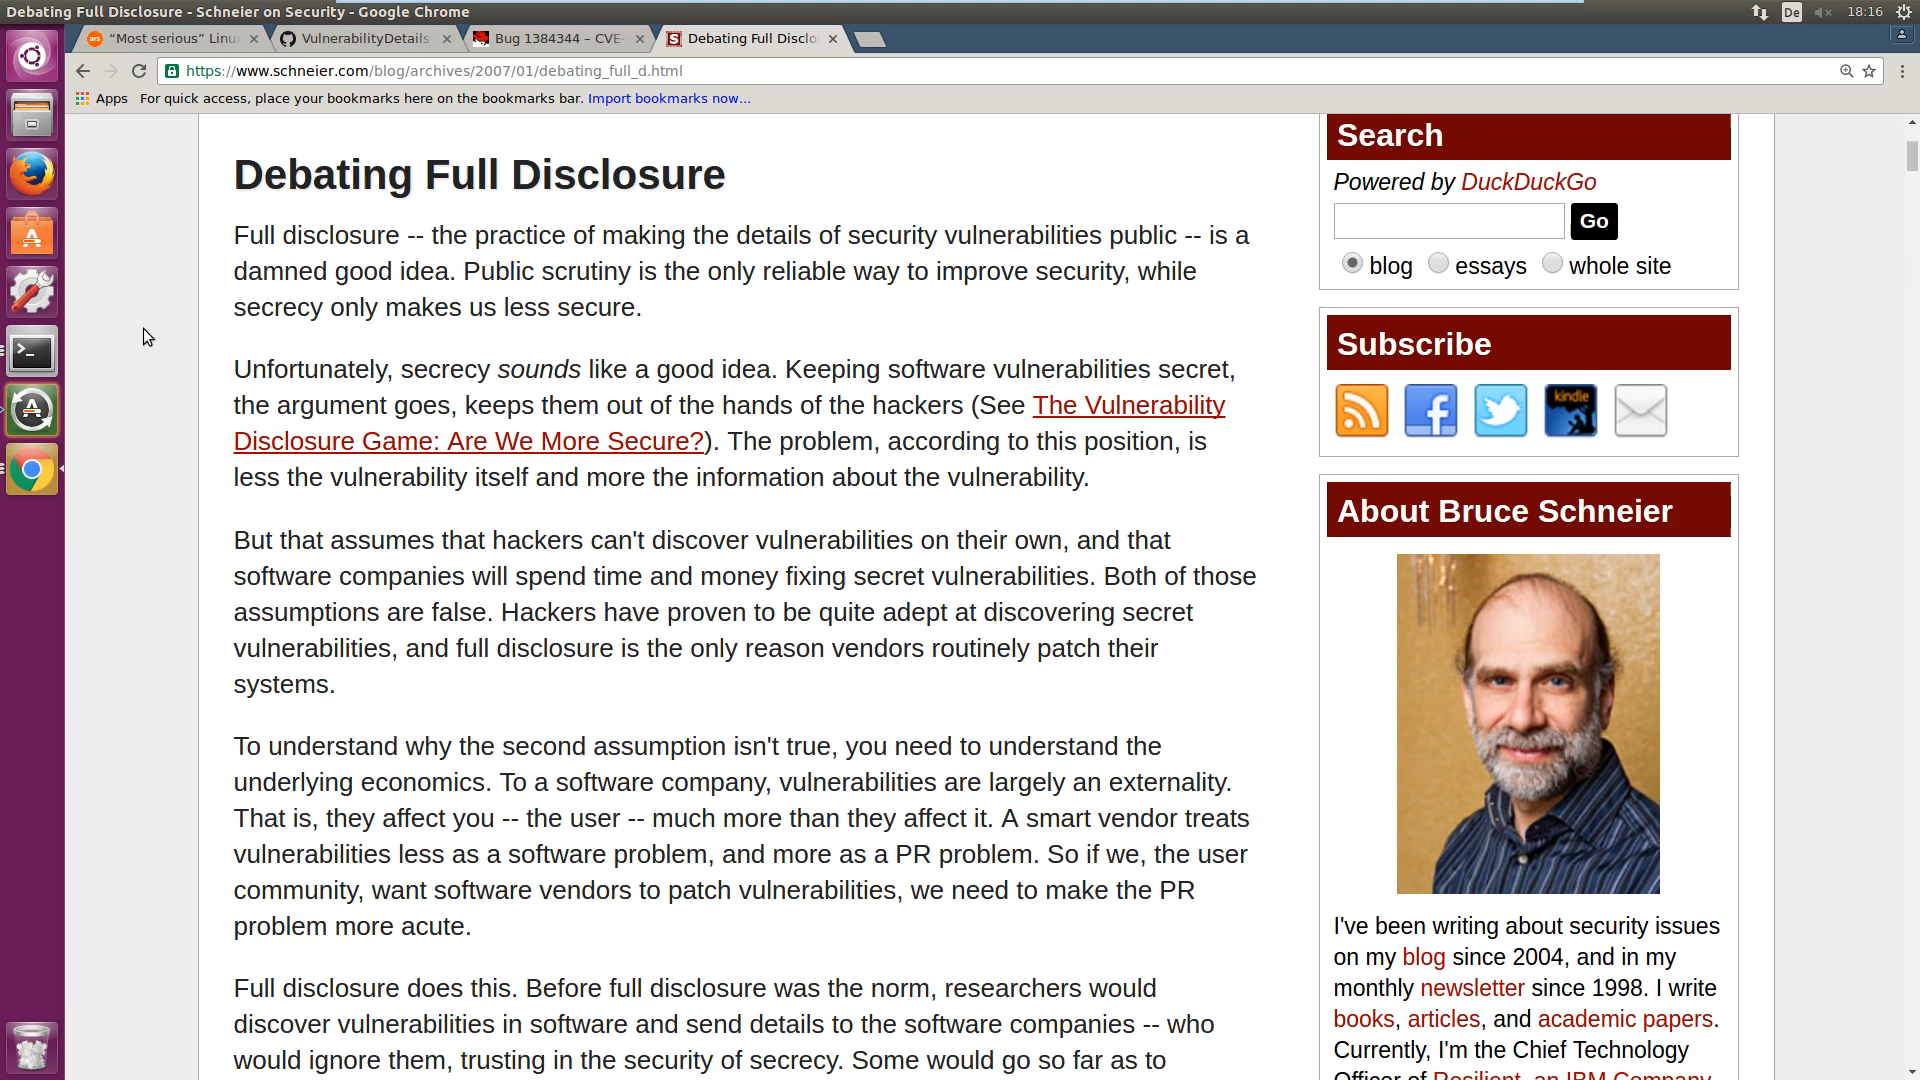 Debating Full Disclosure - Schneier on Security - Google Chrome
De
18:16
ars
“Most serious” Linu
VulnerabilityDetails
Bug 1384344 – CVE-
S
Debating Full Disclo
https://www.schneier.com/blog/archives/2007/01/debating_full_d.html
Apps
For quick access, place your bookmarks here on the bookmarks bar. Import bookmarks now...
Debating Full Disclosure
Full disclosure -- the practice of making the details of security vulnerabilities public -- is a
damned good idea. Public scrutiny is the only reliable way to improve security, while
secrecy only makes us less secure.
Unfortunately, secrecy sounds like a good idea. Keeping software vulnerabilities secret,
the argument goes, keeps them out of the hands of the hackers (See The Vulnerability
Disclosure Game: Are We More Secure?). The problem, according to this position, is
less the vulnerability itself and more the information about the vulnerability.
But that assumes that hackers can't discover vulnerabilities on their own, and that
software companies will spend time and money fixing secret vulnerabilities. Both of those
assumptions are false. Hackers have proven to be quite adept at discovering secret
vulnerabilities, and full disclosure is the only reason vendors routinely patch their
systems.
To understand why the second assumption isn't true, you need to understand the
underlying economics. To a software company, vulnerabilities are largely an externality.
That is, they affect you -- the user -- much more than they affect it. A smart vendor treats
vulnerabilities less as a software problem, and more as a PR problem. So if we, the user
community, want software vendors to patch vulnerabilities, we need to make the PR
problem more acute.
Full disclosure does this. Before full disclosure was the norm, researchers would
discover vulnerabilities in software and send details to the software companies -- who
would ignore them, trusting in the security of secrecy. Some would go so far as to
Search
Powered by DuckDuckGo
Go
blog essays whole site
Subscribe
kindle
About Bruce Schneier
I've been writing about security issues
on my blog since 2004, and in my
monthly newsletter since 1998. I write
books, articles, and academic papers.
Currently, I'm the Chief Technology
Officer of Resilient, an IBM Company